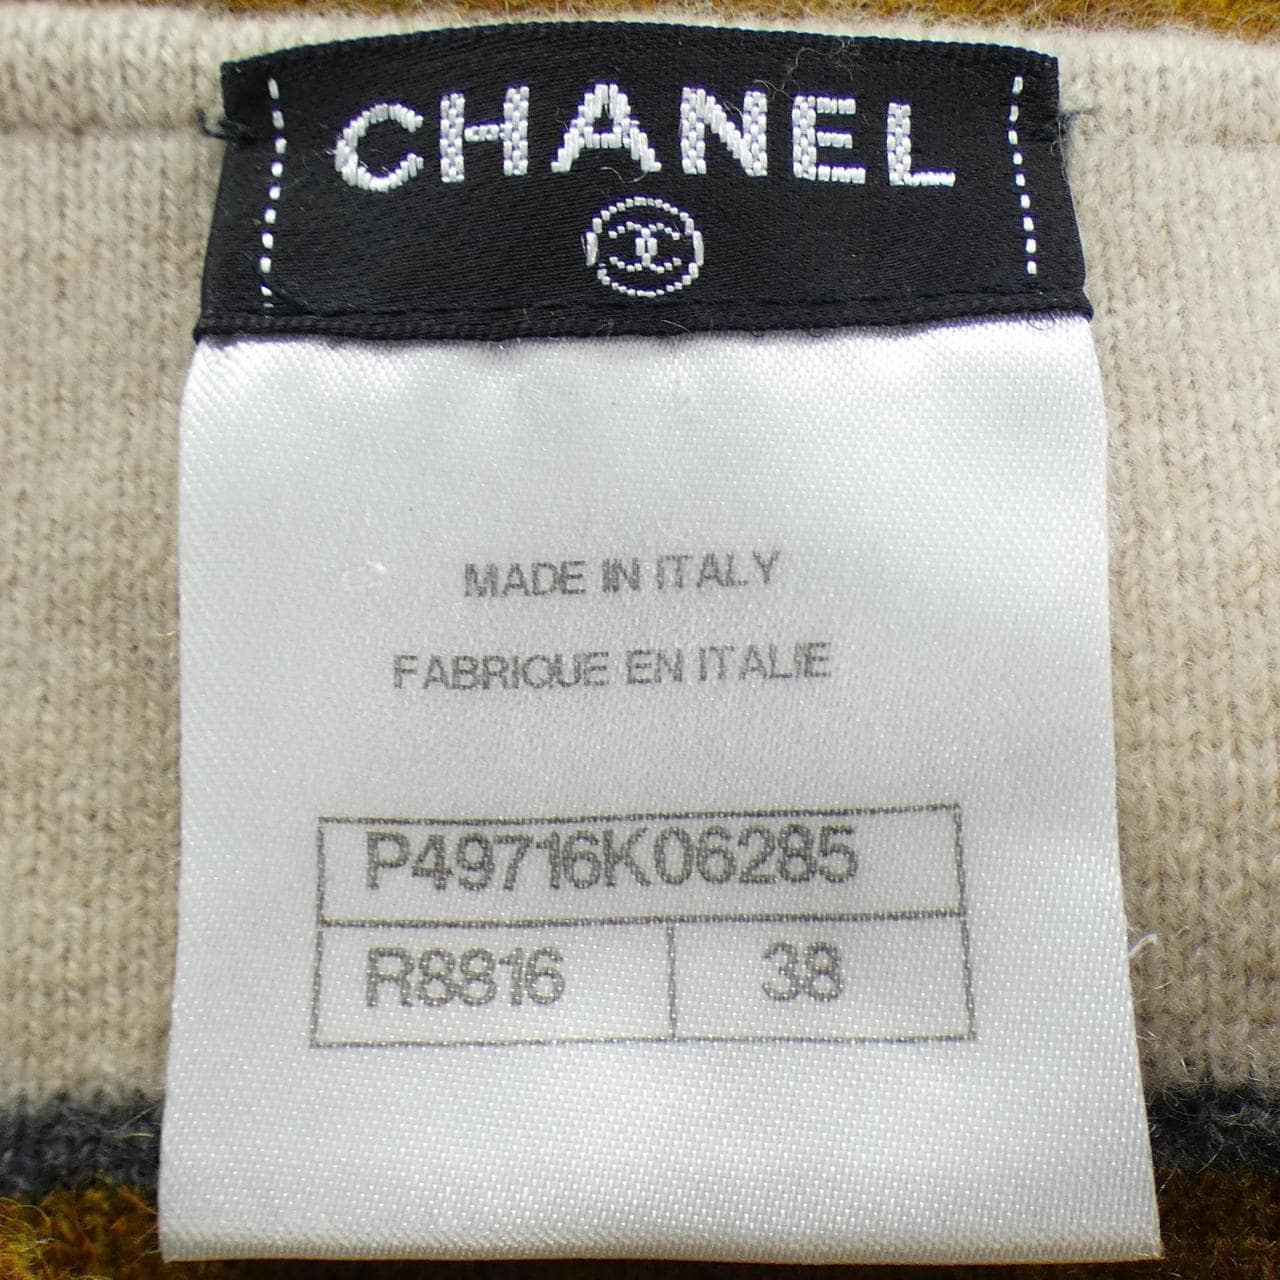 CHANEL
MADE IN ITALY
FABRIQUE EN ITALIE
P49716K06285
R8816 38